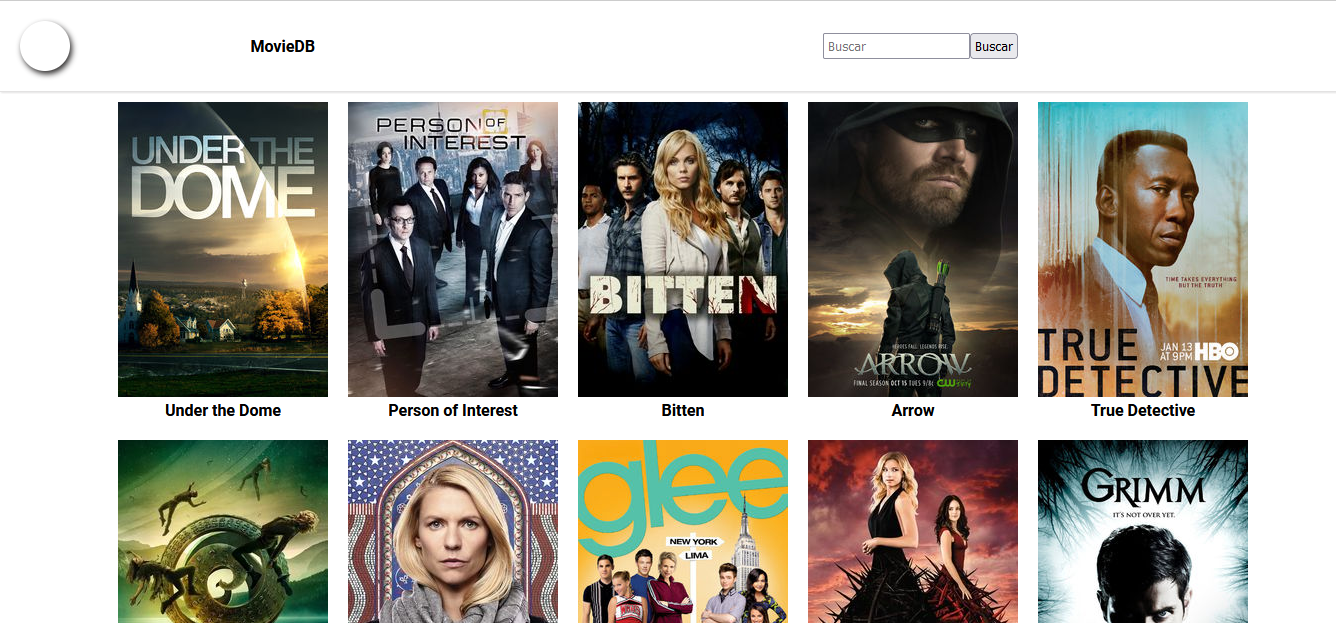 MovieDB
Buscar
Buscar
UNDER THE
DOME
PERSON OF
INTEREST
BITTEN
HEROES FALL. LEGENDS RISE.
ARROW
FINAL SEASON OCT 15 TUES 9/8c CW
TIME TAKES EVERYTHING
BUT THE TRUTH
TRUE
JAN 13
AT 9PM HBO
DETECTIVE
Under the Dome
Person of Interest
Bitten
Arrow
True Detective
glee
NEW YORK
LIMA
GRIMM
IT'S NOT OVER YET.